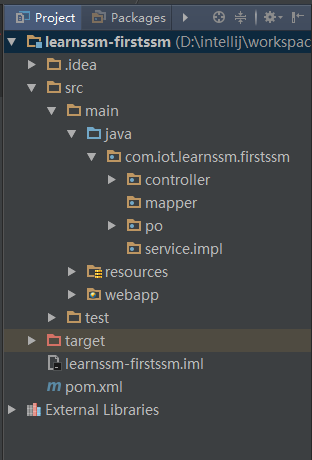 Project
Packages
learnssm-firstssm (D:\intellij\workspac
.idea
src
main
java
com.iot.learnssm.firstssm
controller
mapper
po
service.impl
resources
webapp
test
target
learnssm-firstssm.iml
m pom.xml
External Libraries